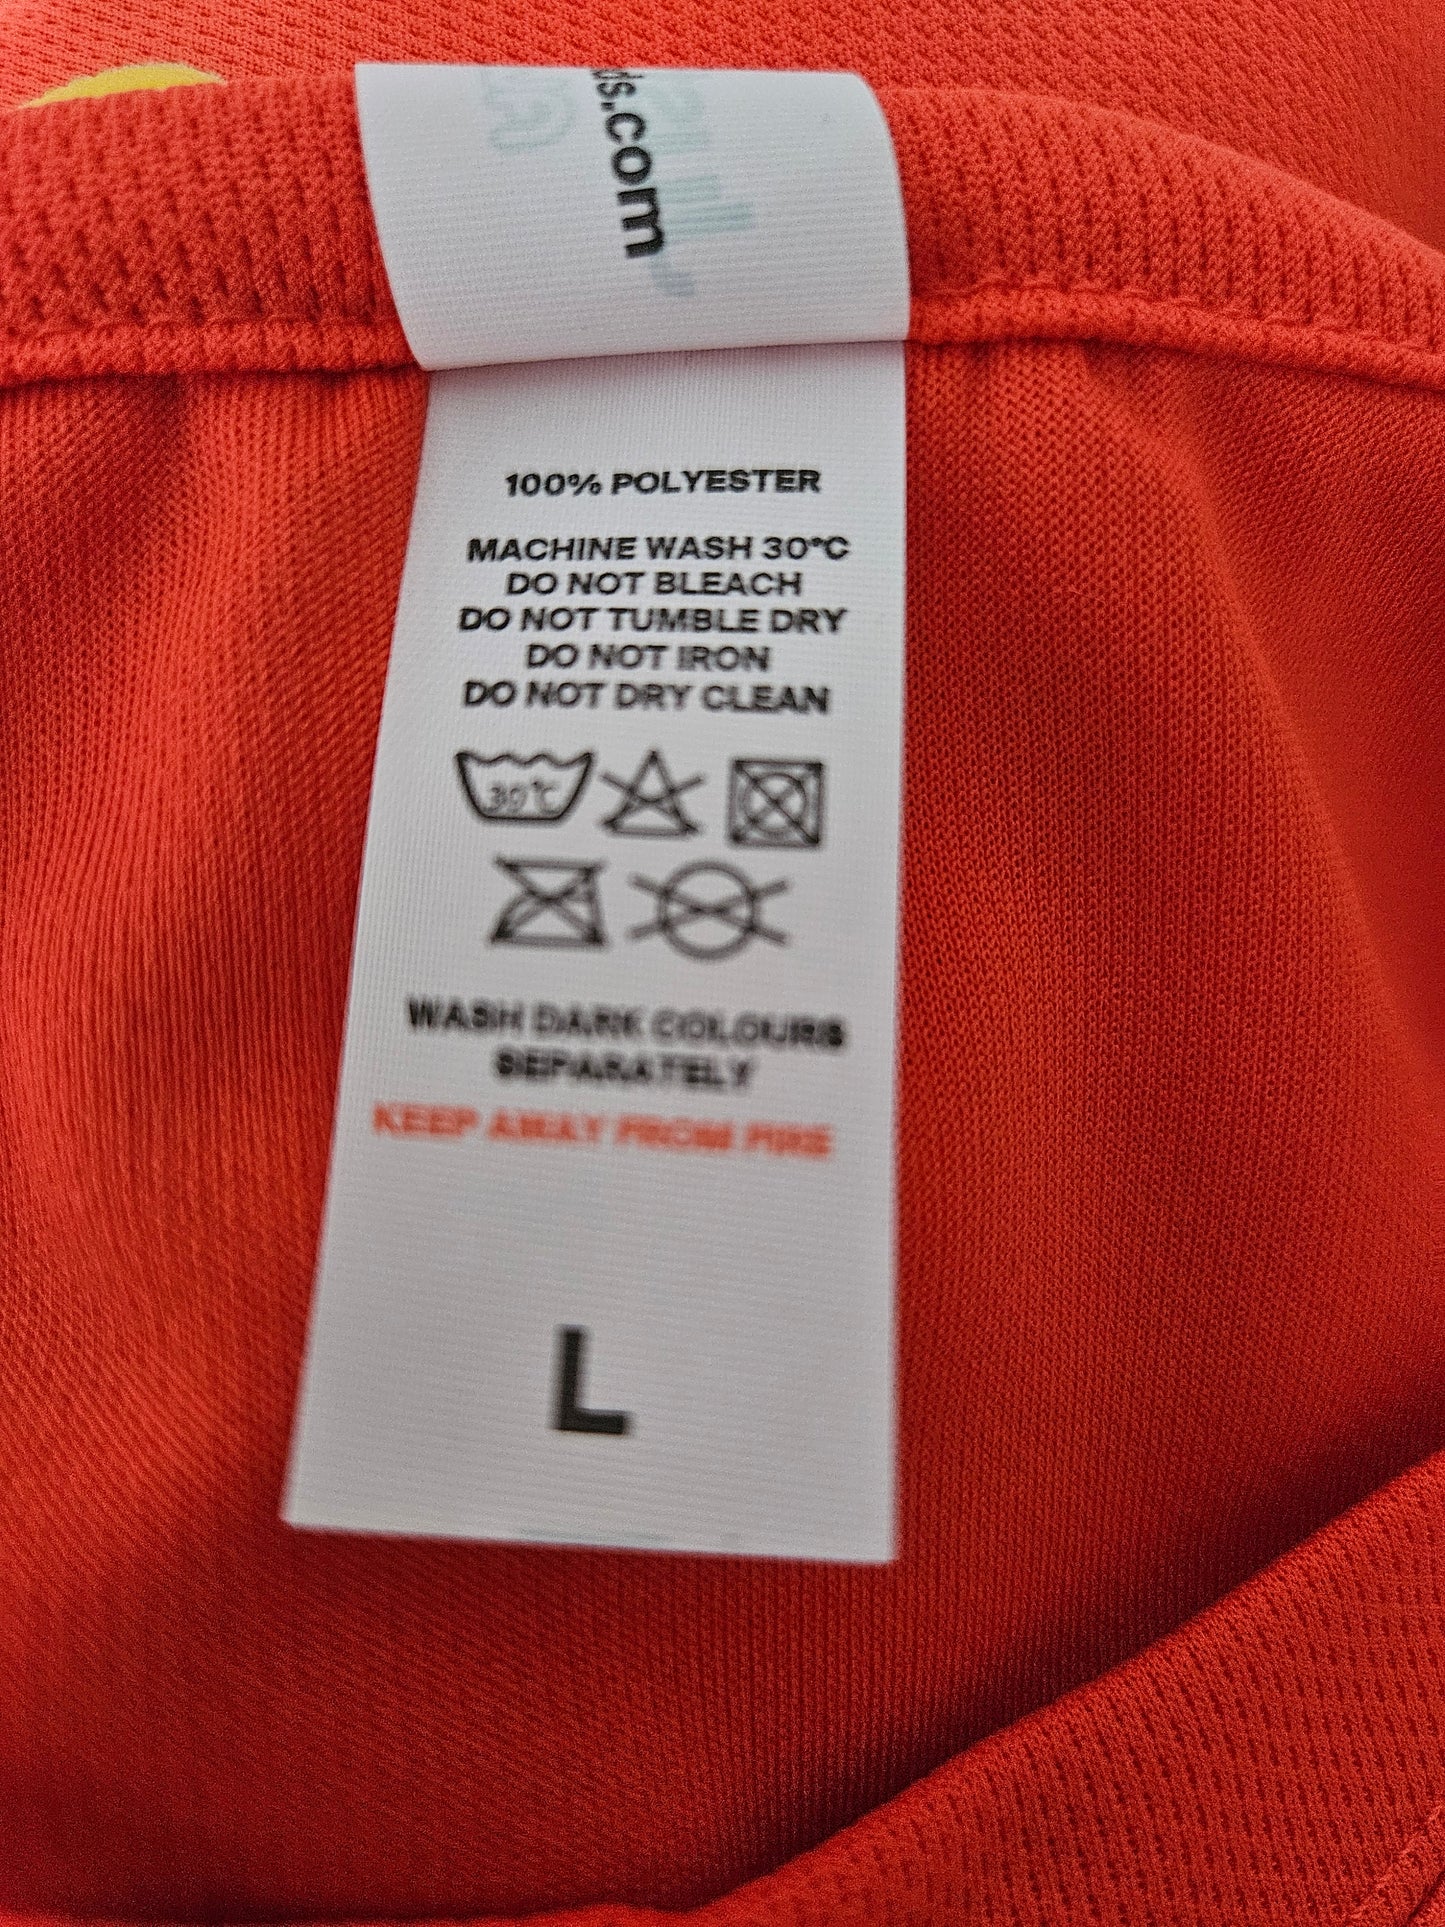 ds.com
100% POLYESTER
MACHINE WASH 30°C
DO NOT BLEACH
DO NOT TUMBLE DRY
DO NOT IRON
DO NOT DRY CLEAN
30°C
WASH DARK COLOURS
SEPARATELY
KEEP AWAY FROM FIRE
L